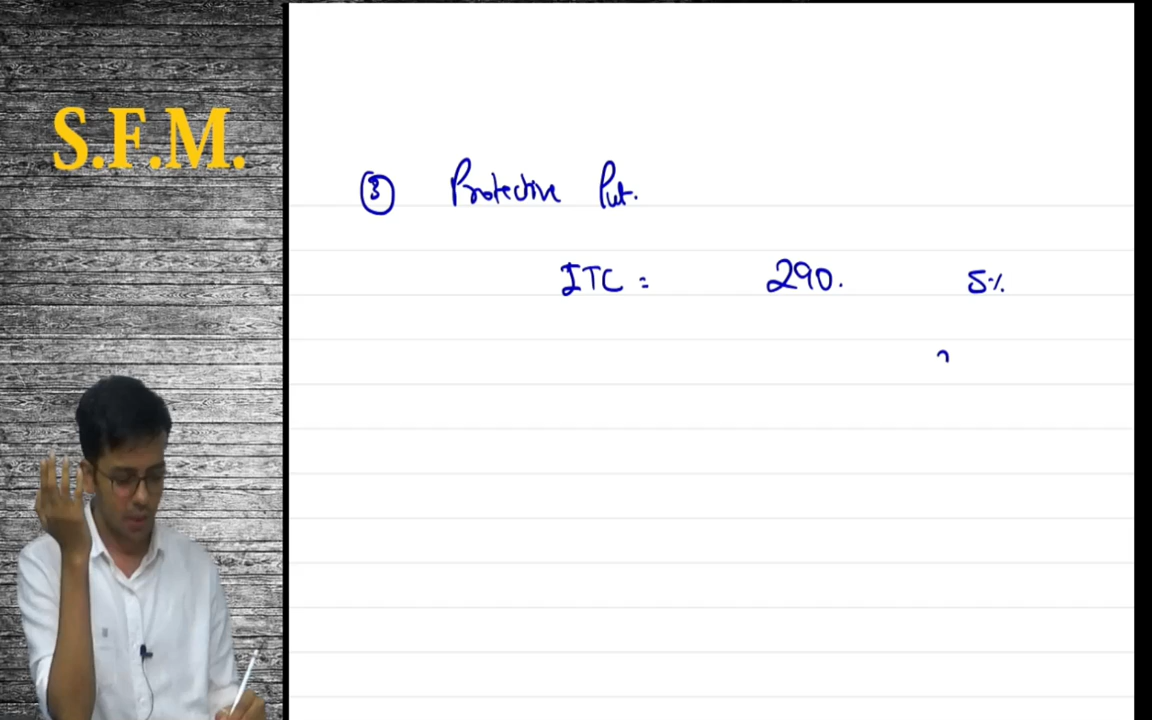 S.F.M.
③ Protective Put.
ITC = 290. 5%